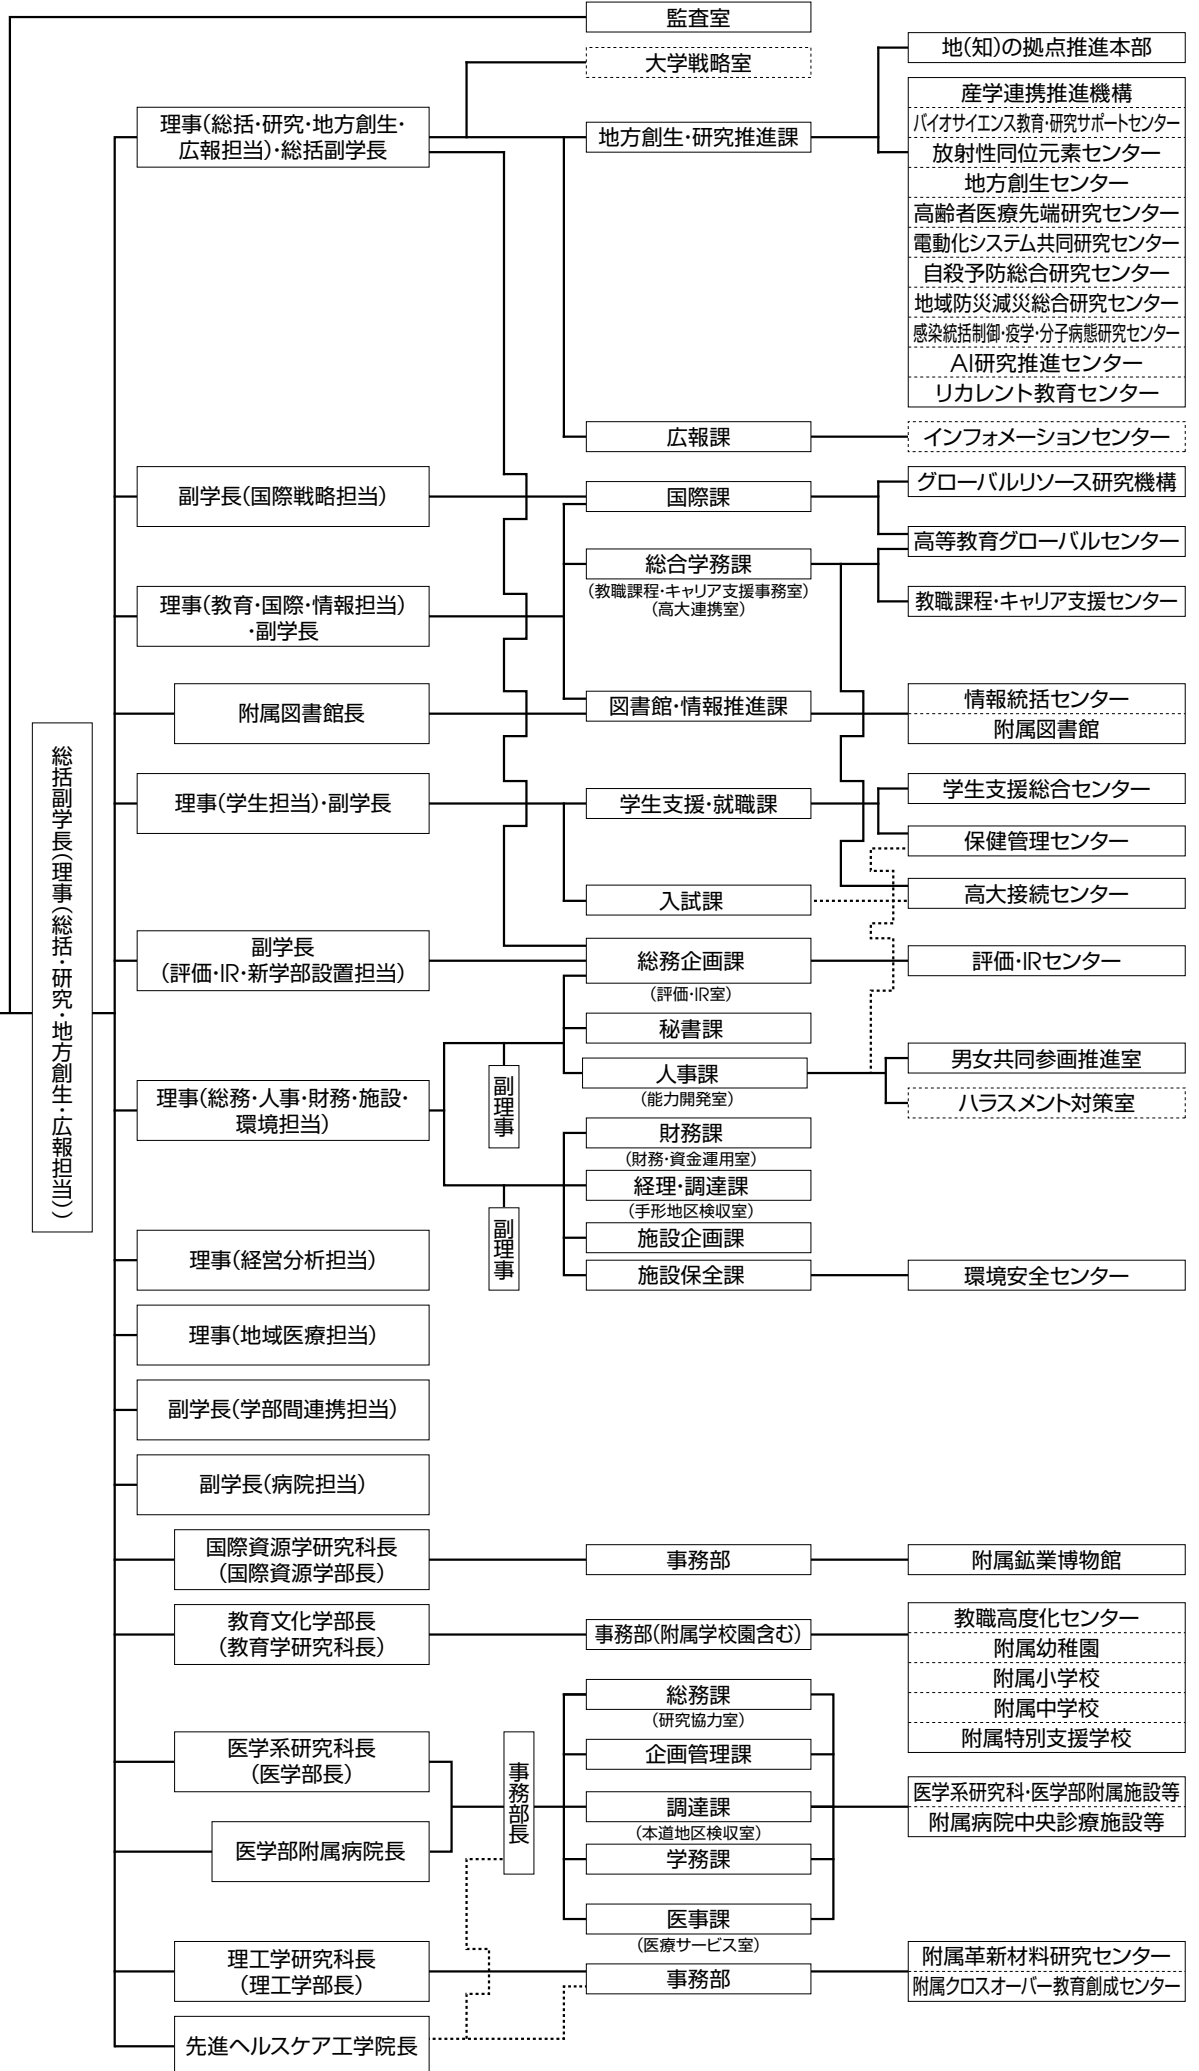 監査室
大学戦略室
地(知)の拠点推進本部
理事(総括・研究・地方創生・
広報担当)・総括副学長
地方創生・研究推進課
産学連携推進機構
バイオサイエンス教育・研究サポートセンター
放射性同位元素センター
地方創生センター
高齢者医療先端研究センター
電動化システム共同研究センター
自殺予防総合研究センター
地域防災減災総合研究センター
感染統括制御・疫学・分子病態研究センター
AI研究推進センター
リカレント教育センター
広報課
インフォメーションセンター
副学長(国際戦略担当)
国際課
グローバルリソース研究機構
高等教育グローバルセンター
総合学務課
(教職課程・キャリア支援事務室)
(高大連携室)
教職課程・キャリア支援センター
理事(教育・国際・情報担当)
・副学長
附属図書館長
図書館・情報推進課
情報統括センター
附属図書館
総括副学長(理事(総括・研究・地方創生・広報担当))
理事(学生担当)・副学長
学生支援・就職課
学生支援総合センター
保健管理センター
入試課
高大接続センター
副学長
(評価・IR・新学部設置担当)
総務企画課
(評価・IR室)
評価・IRセンター
秘書課
人事課
(能力開発室)
男女共同参画推進室
ハラスメント対策室
理事(総務・人事・財務・施設・
環境担当)
副理事
財務課
(財務・資金運用室)
経理・調達課
(手形地区検収室)
副理事
施設企画課
施設保全課
環境安全センター
理事(経営分析担当)
理事(地域医療担当)
副学長(学部間連携担当)
副学長(病院担当)
国際資源学研究科長
(国際資源学部長)
事務部
附属鉱業博物館
教育文化学部長
(教育学研究科長)
事務部(附属学校園含む)
教職高度化センター
附属幼稚園
附属小学校
附属中学校
附属特別支援学校
医学系研究科長
(医学部長)
医学部附属病院長
事務部長
総務課
(研究協力室)
企画管理課
調達課
(本道地区検収室)
学務課
医事課
(医療サービス室)
医学系研究科・医学部附属施設等
附属病院中央診療施設等
理工学研究科長
(理工学部長)
事務部
附属革新材料研究センター
附属クロスオーバー教育創成センター
先進ヘルスケア工学院長